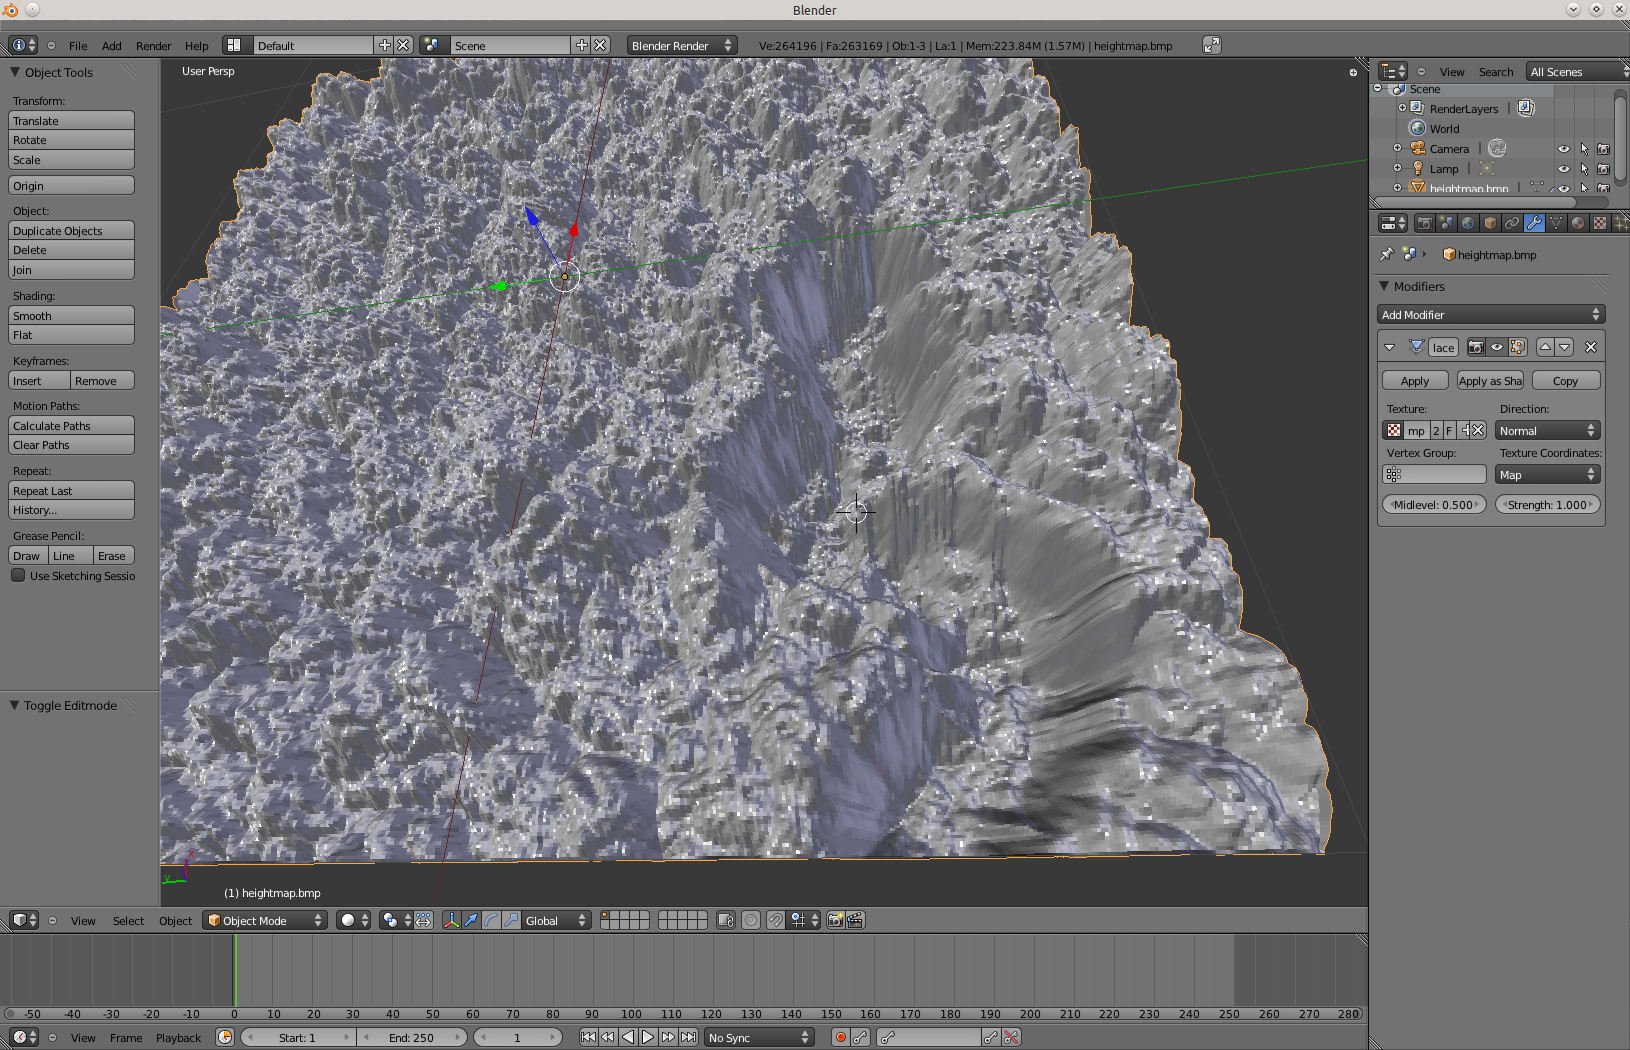 Blender
File Add Render Help Default Scene Blender Render Ve:264196 | Fa:263169 | Ob:1-3 | La:1 | Mem:223.84M (1.57M) | heightmap.bmp
Object Tools
Transform:
Translate
Rotate
Scale
Origin
Object:
Duplicate Objects
Delete
Join
Shading:
Smooth
Flat
Keyframes:
Insert Remove
Motion Paths:
Calculate Paths
Clear Paths
Repeat:
Repeat Last
History...
Grease Pencil:
Draw Line Erase
Use Sketching Sessio
Toggle Editmode
User Persp
(1) heightmap.bmp
View Search All Scenes
Scene
RenderLayers
World
Camera
Lamp
heightmap.bmp
heightmap.bmp
Modifiers
Add Modifier
lace
Apply Apply as Sha Copy
Texture: Direction:
mp 2 F Normal
Vertex Group: Texture Coordinates:
Map
Midlevel: 0.500 Strength: 1.000
View Select Object Object Mode Global
-50 -40 -30 -20 -10 0 10 20 30 40 50 60 70 80 90 100 110 120 130 140 150 160 170 180 190 200 210 220 230 240 250 260 270 280
View Frame Playback Start: 1 End: 250 1 No Sync